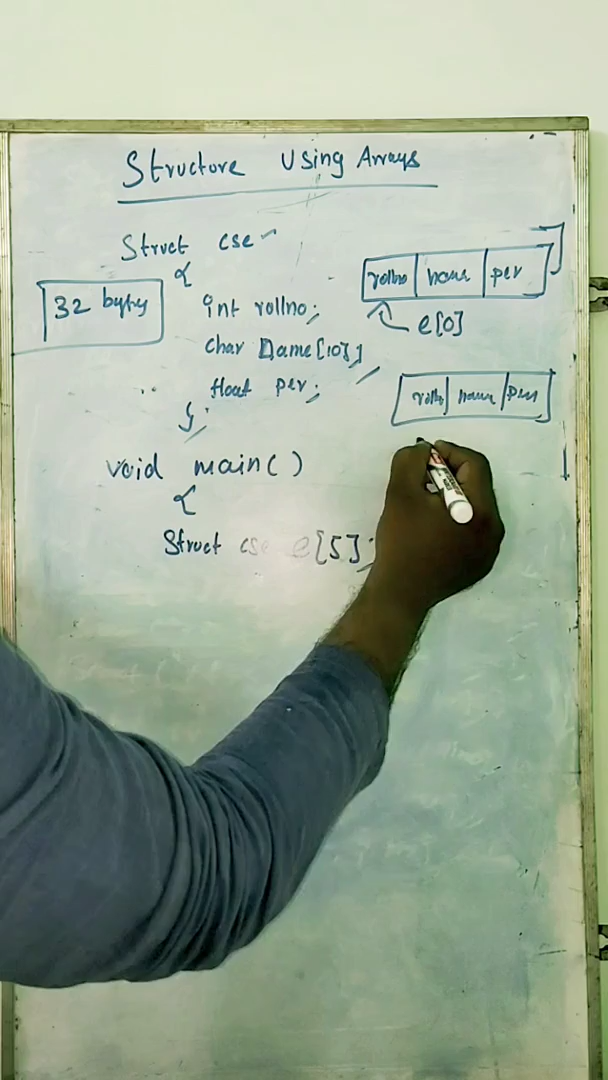 Structure Using Arrays
Struct cse
{
32 bytes
int rollno;
char name[10];
float per;
};
rollno name per
e[0]
rollno name per
void main()
{
Struct cse e[5];